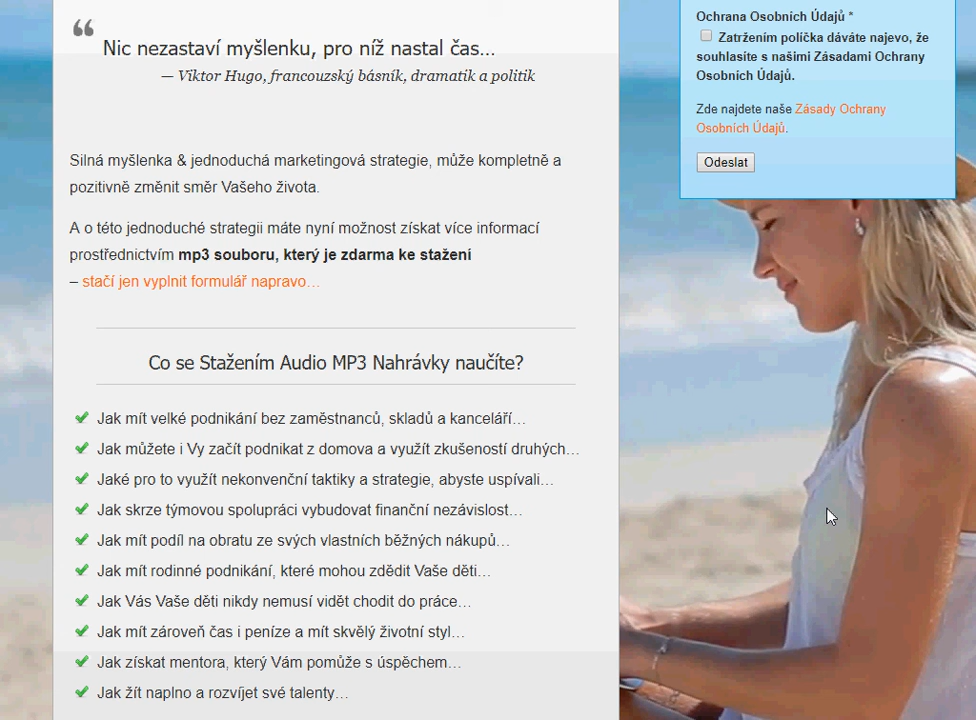 Nic nezastaví myšlenku, pro níž nastal čas…
— Viktor Hugo, francouzský básník, dramatik a politik
Silná myšlenka & jednoduchá marketingová strategie, může kompletně a
pozitivně změnit směr Vašeho života.
A o této jednoduché strategii máte nyní možnost získat více informací
prostřednictvím mp3 souboru, který je zdarma ke stažení
– stačí jen vyplnit formulář napravo…
Co se Stažením Audio MP3 Nahrávky naučíte?
Jak mít velké podnikání bez zaměstnanců, skladů a kanceláří…
Jak můžete i Vy začít podnikat z domova a využít zkušeností druhých…
Jaké pro to využít nekonvenční taktiky a strategie, abyste uspívali…
Jak skrze týmovou spolupráci vybudovat finanční nezávislost…
Jak mít podíl na obratu ze svých vlastních běžných nákupů…
Jak mít rodinné podnikání, které mohou zdědit Vaše děti…
Jak Vás Vaše děti nikdy nemusí vidět chodit do práce…
Jak mít zároveň čas i peníze a mít skvělý životní styl…
Jak získat mentora, který Vám pomůže s úspěchem…
Jak žít naplno a rozvíjet své talenty…
Ochrana Osobních Údajů *
Zatržením políčka dáváte najevo, že
souhlasíte s našimi Zásadami Ochrany
Osobních Údajů.
Zde najdete naše Zásady Ochrany
Osobních Údajů.
Odeslat